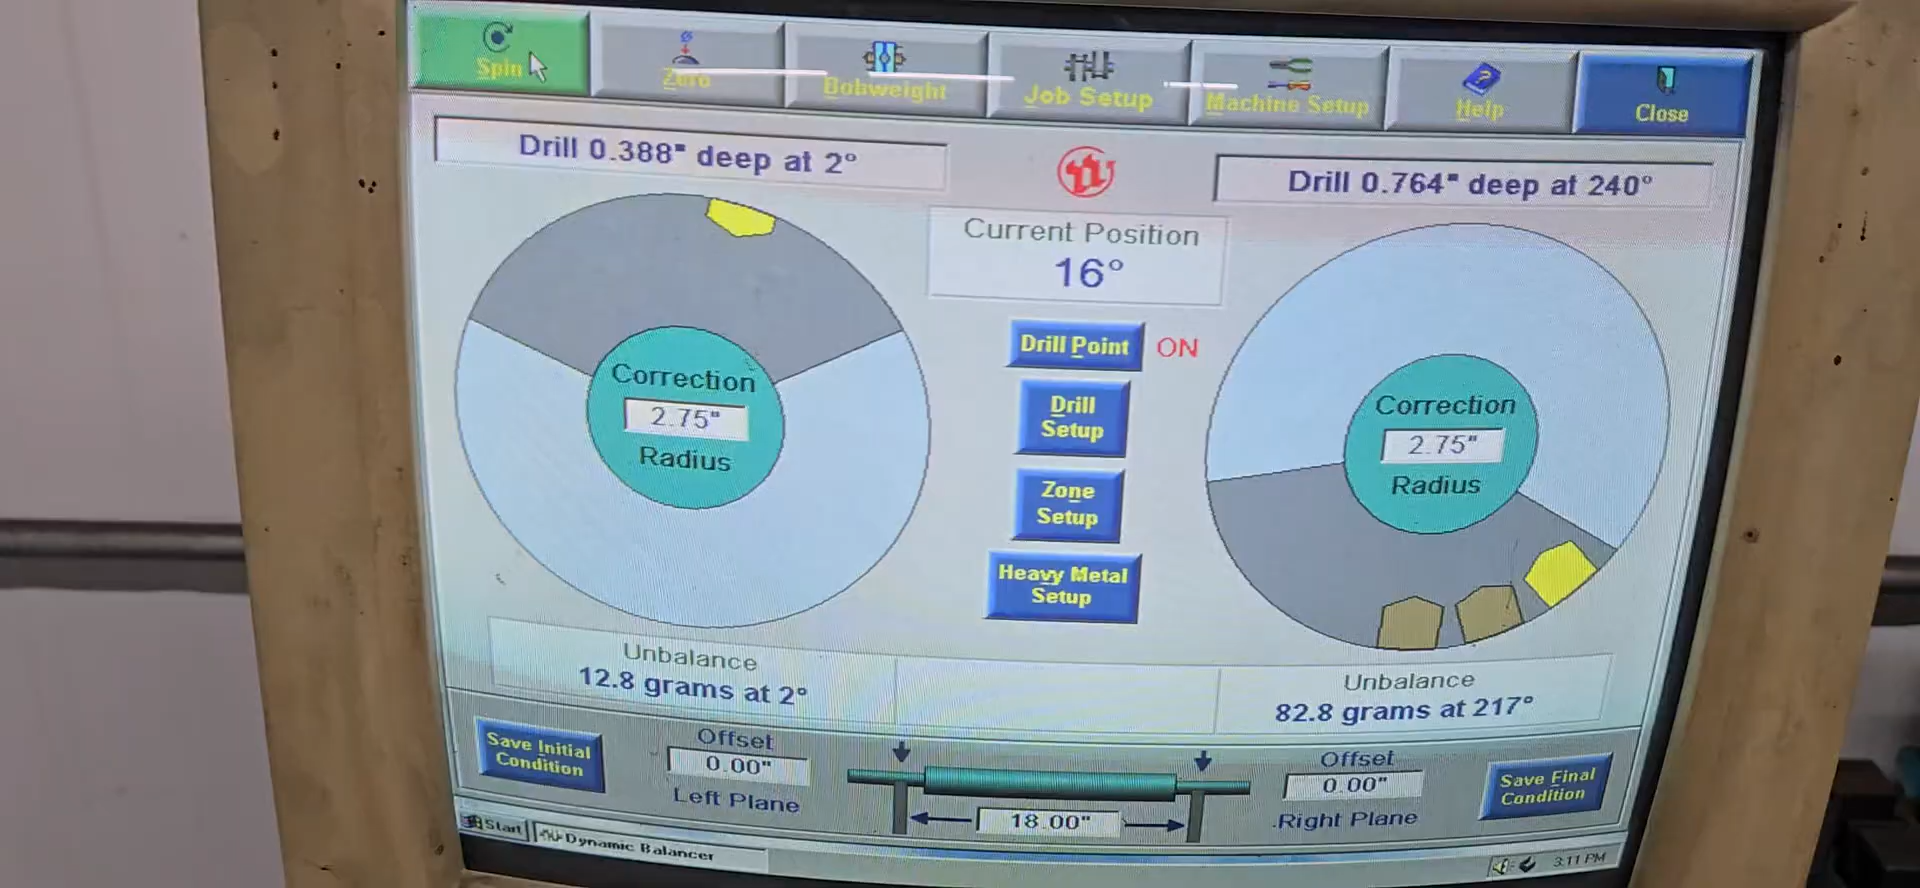 Spin
Zero
Bobweight
Job Setup
Machine Setup
Help
Close
Drill 0.388" deep at 2°
Drill 0.764" deep at 240°
Current Position
16°
Drill Point
ON
Drill
Setup
Zone
Setup
Heavy Metal
Setup
Correction
2.75"
Radius
Correction
2.75"
Radius
Unbalance
12.8 grams at 2°
Unbalance
82.8 grams at 217°
Save Initial
Condition
Offset
0.00"
Left Plane
18.00"
Offset
0.00"
Right Plane
Save Final
Condition
Start
Dynamic Balancer
3:11 PM